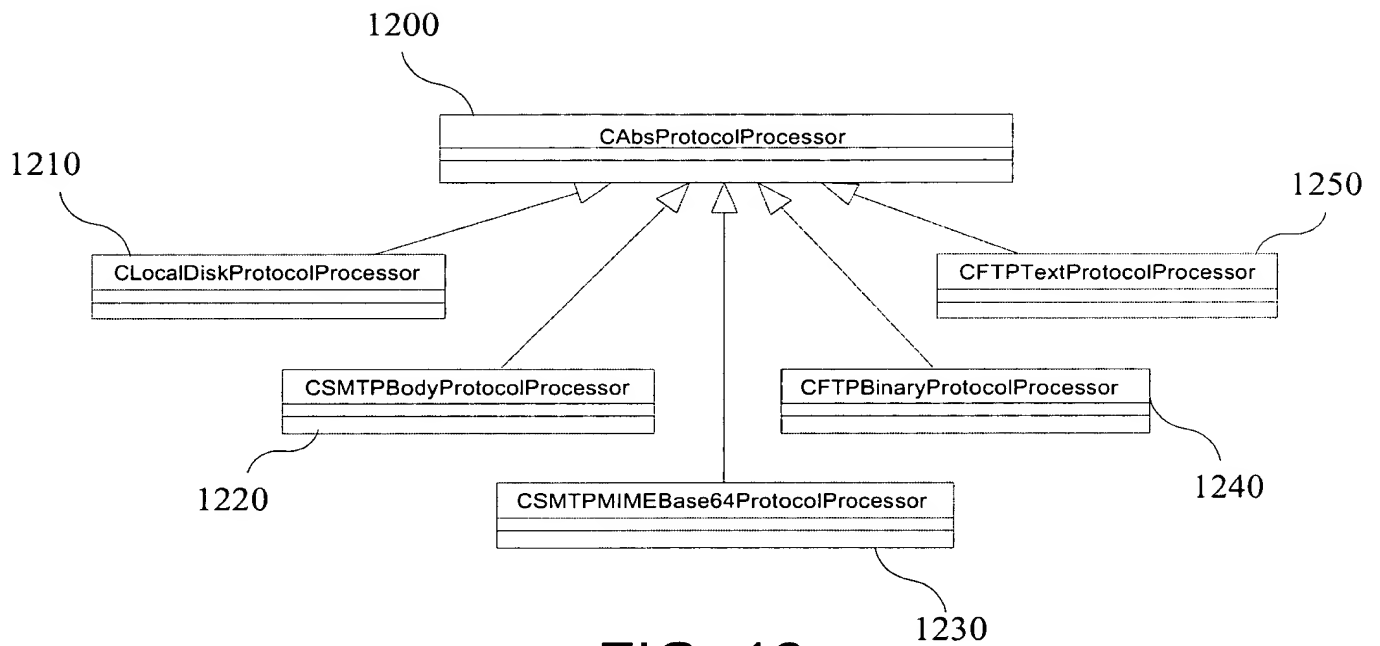 1200
CAbsProtocolProcessor
1210
1250
CLocalDiskProtocolProcessor
CFTPTextProtocolProcessor
CSMTPBodyProtocolProcessor
CFTPBinaryProtocolProcessor
1220
1240
CSMTPMIMEBase64ProtocolProcessor
1230